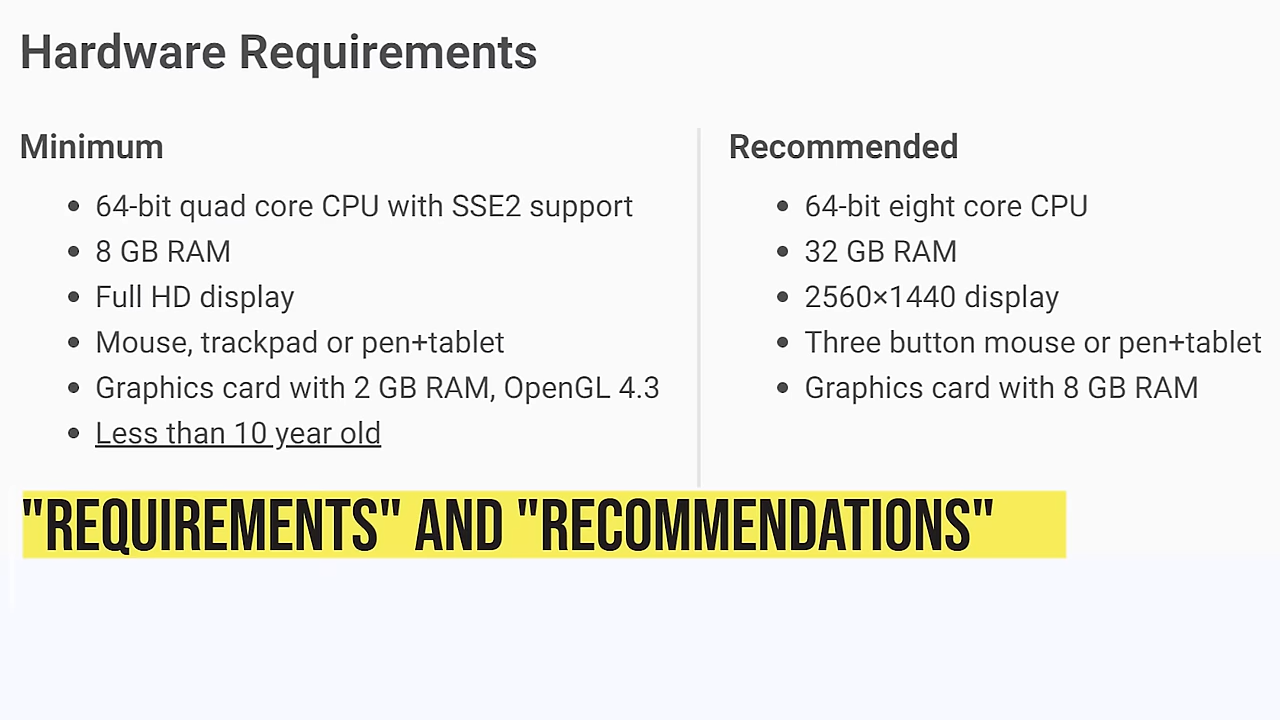 Hardware Requirements
Minimum
64-bit quad core CPU with SSE2 support
8 GB RAM
Full HD display
Mouse, trackpad or pen+tablet
Graphics card with 2 GB RAM, OpenGL 4.3
Less than 10 year old
Recommended
64-bit eight core CPU
32 GB RAM
2560×1440 display
Three button mouse or pen+tablet
Graphics card with 8 GB RAM
"REQUIREMENTS" AND "RECOMMENDATIONS"